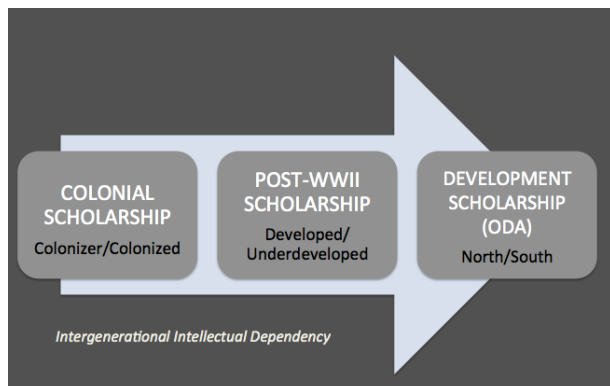 COLONIAL
SCHOLARSHIP
Colonizer/Colonized
POST-WWII
SCHOLARSHIP
Developed/
Underdeveloped
DEVELOPMENT
SCHOLARSHIP
(ODA)
North/South
Intergenerational Intellectual Dependency